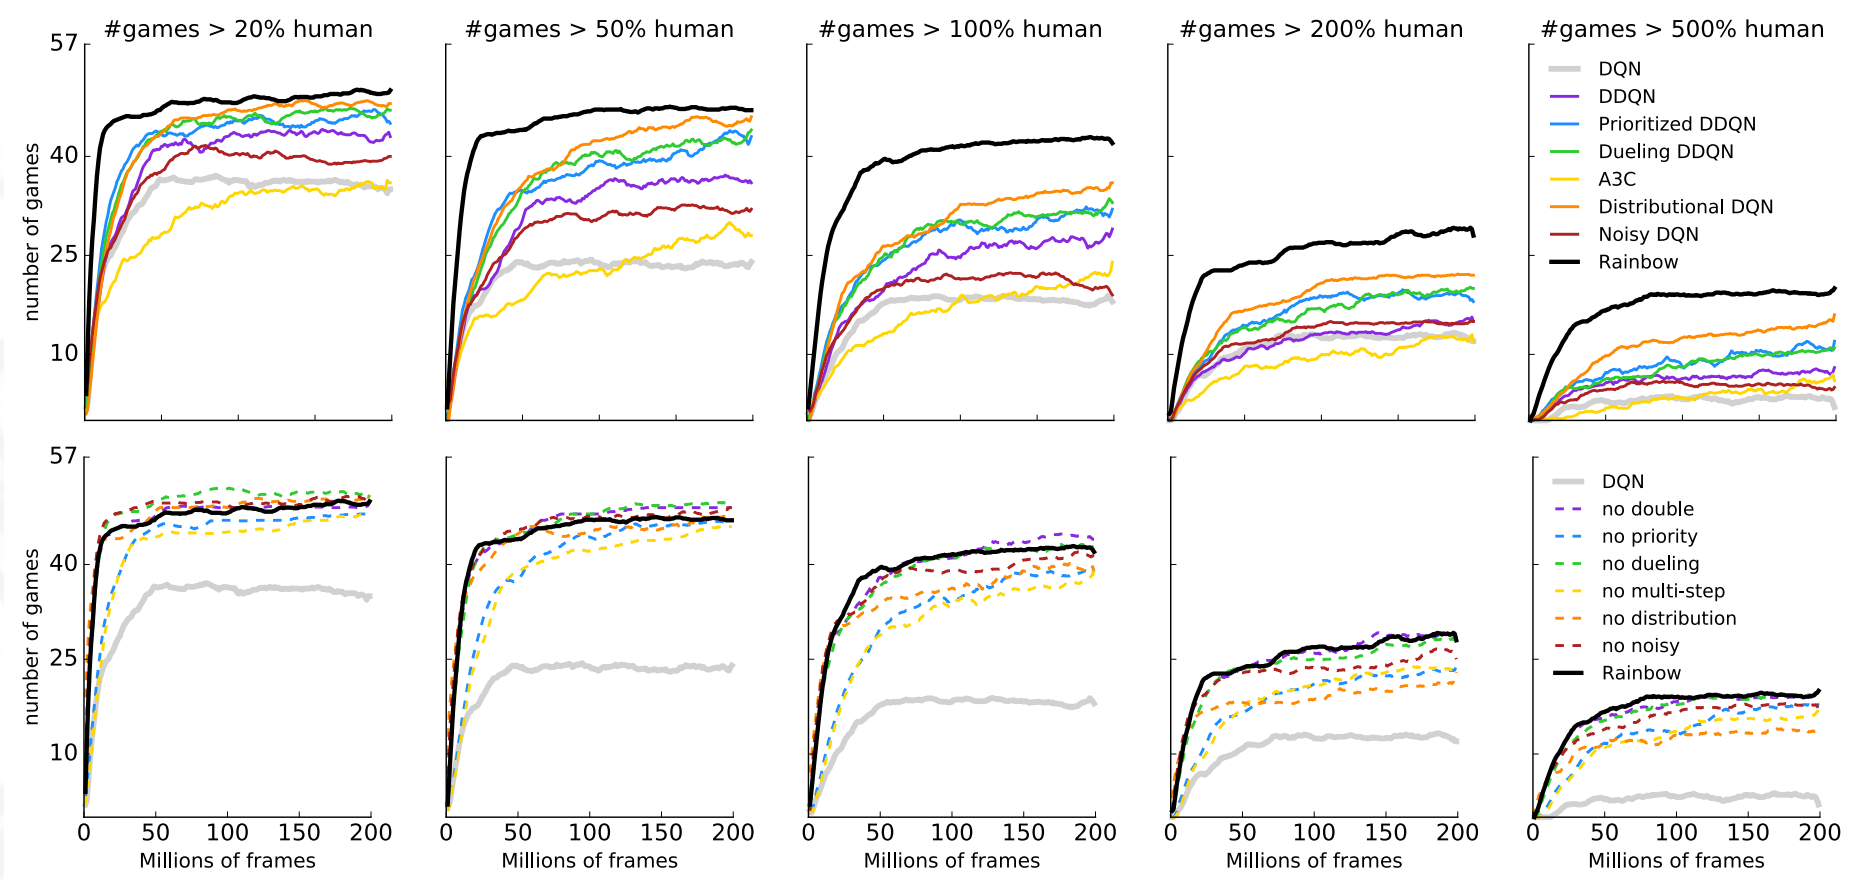 #games > 20% human
#games > 50% human
#games > 100% human
#games > 200% human
#games > 500% human
57
40
25
10
number of games
DQN
DDQN
Prioritized DDQN
Dueling DDQN
A3C
Distributional DQN
Noisy DQN
Rainbow
57
40
25
10
number of games
DQN
no double
no priority
no dueling
no multi-step
no distribution
no noisy
Rainbow
0 50 100 150 200
0 50 100 150 200
0 50 100 150 200
0 50 100 150 200
0 50 100 150 200
Millions of frames
Millions of frames
Millions of frames
Millions of frames
Millions of frames